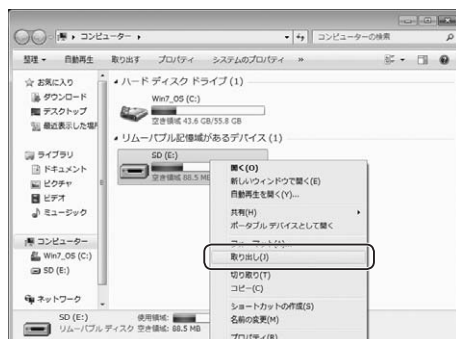 コンピューター
コンピューターの検索
整理
自動再生
取り出す
プロパティ
システムのプロパティ
»
お気に入り
ダウンロード
デスクトップ
最近表示した場所
ライブラリ
ドキュメント
ピクチャ
ビデオ
ミュージック
コンピューター
Win7_OS (C:)
SD (E:)
ネットワーク
ハード ディスク ドライブ (1)
Win7_OS (C:)
空き領域 43.6 GB/55.8 GB
リムーバブル記憶域があるデバイス (1)
SD (E:)
空き領域 88.5 ME
開く(O)
新しいウィンドウで開く(E)
自動再生を開く(Y)...
共有(H)
ポータブル デバイスとして開く
フォーマット(A)...
取り出し(J)
切り取り(T)
コピー(C)
ショートカットの作成(S)
名前の変更(M)
プロパティ(R)
SD (E:)
使用領域:
リムーバブル ディスク 空き領域: 88.5 MB